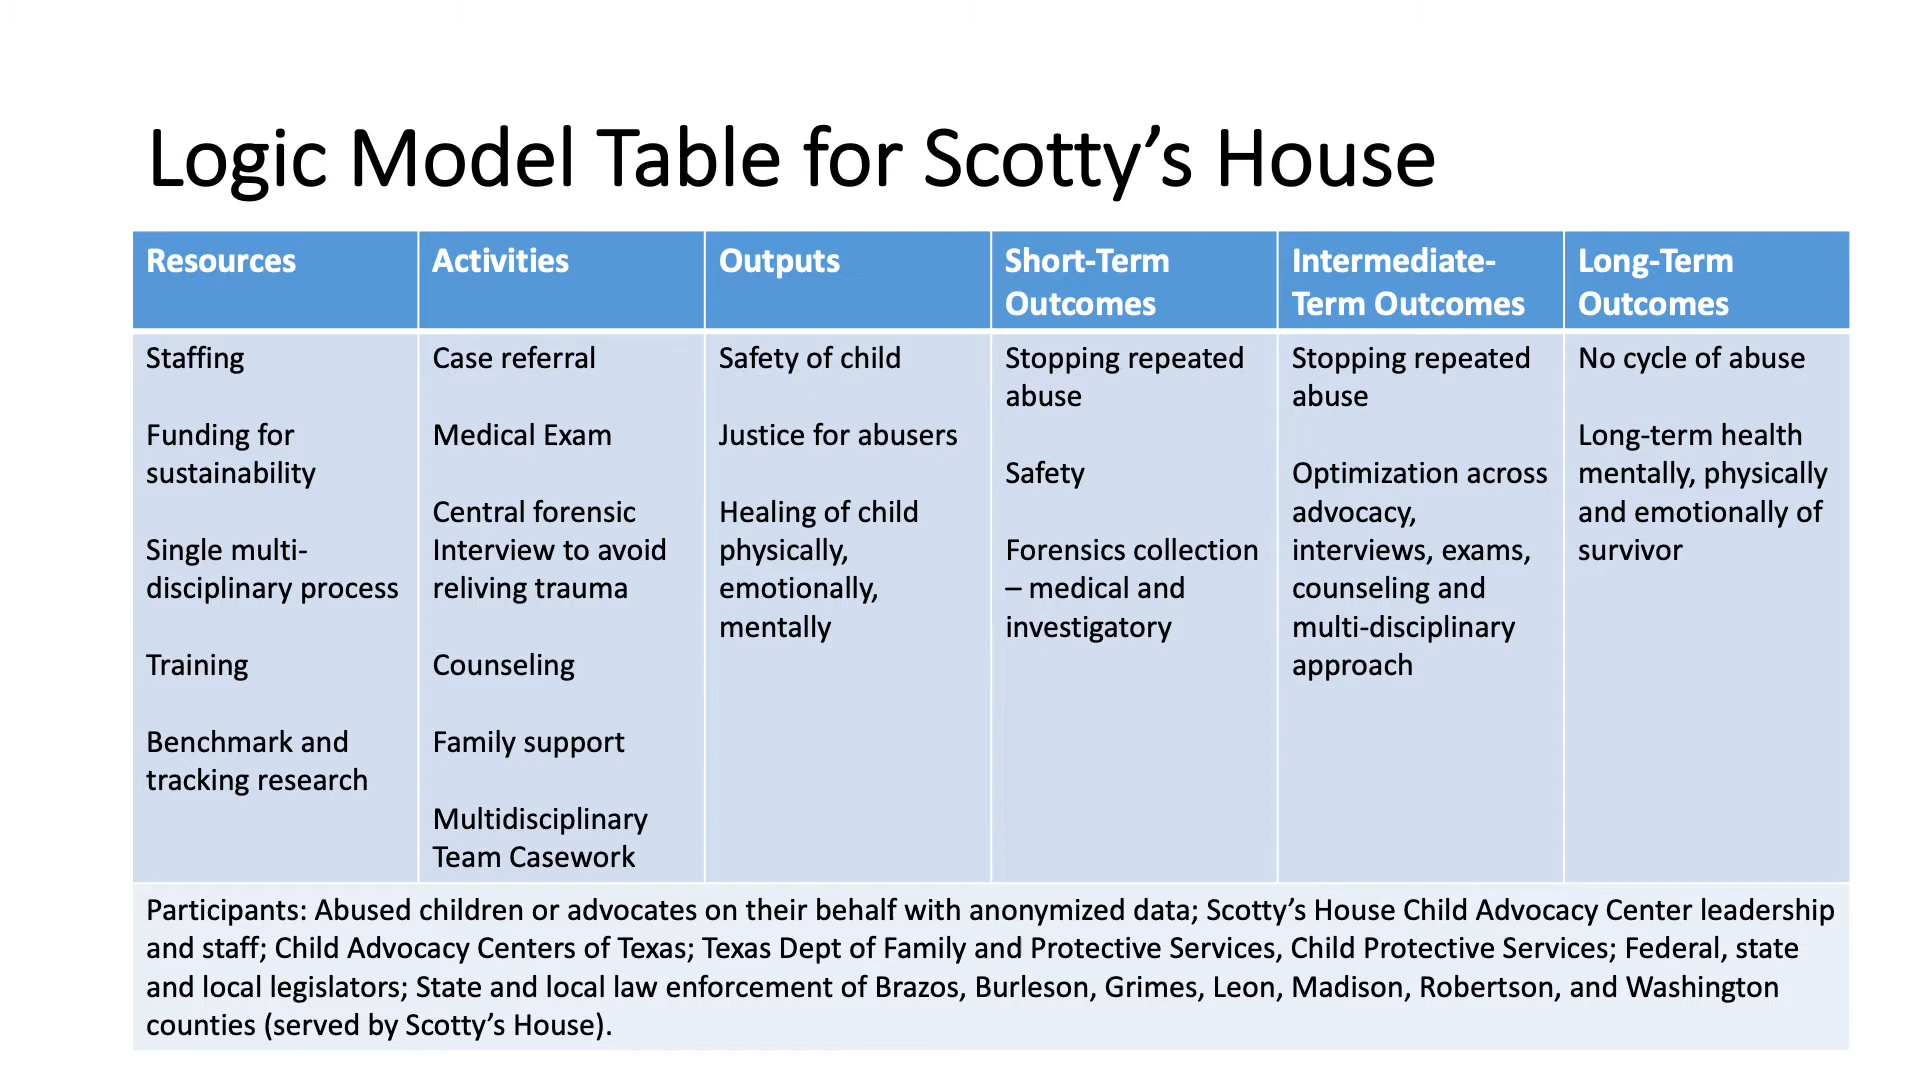 Logic Model Table for Scotty’s House
Resources
Activities
Outputs
Short-Term
Outcomes
Intermediate-
Term Outcomes
Long-Term
Outcomes
Staffing
Funding for
sustainability
Single multi-
disciplinary process
Training
Benchmark and
tracking research
Case referral
Medical Exam
Central forensic
Interview to avoid
reliving trauma
Counseling
Family support
Multidisciplinary
Team Casework
Safety of child
Justice for abusers
Healing of child
physically,
emotionally,
mentally
Stopping repeated
abuse
Safety
Forensics collection
– medical and
investigatory
Stopping repeated
abuse
Optimization across
advocacy,
interviews, exams,
counseling and
multi-disciplinary
approach
No cycle of abuse
Long-term health
mentally, physically
and emotionally of
survivor
Participants: Abused children or advocates on their behalf with anonymized data; Scotty’s House Child Advocacy Center leadership
and staff; Child Advocacy Centers of Texas; Texas Dept of Family and Protective Services, Child Protective Services; Federal, state
and local legislators; State and local law enforcement of Brazos, Burleson, Grimes, Leon, Madison, Robertson, and Washington
counties (served by Scotty’s House).